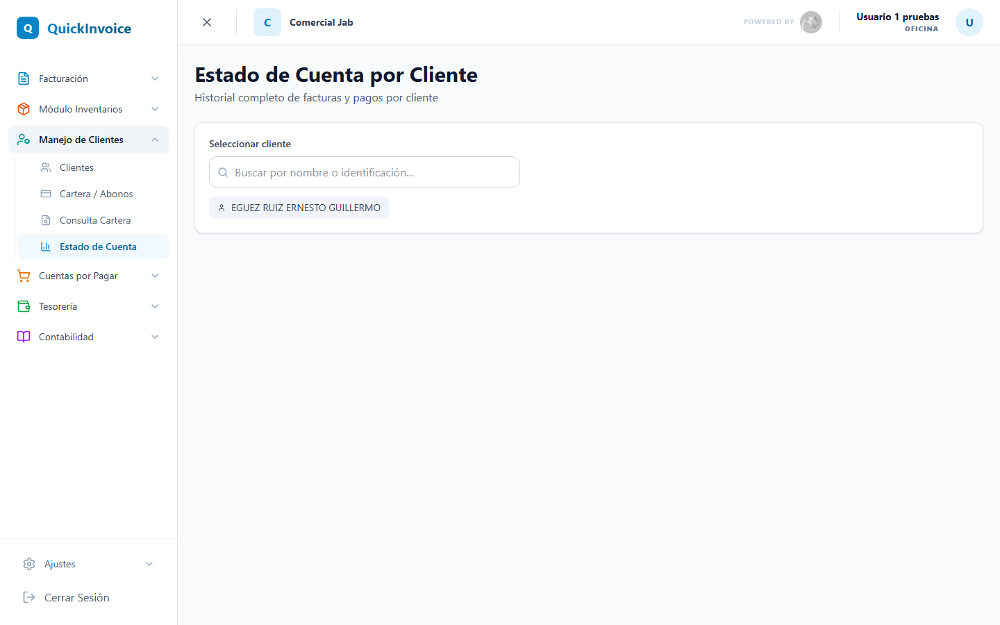 Q QuickInvoice
Facturación
Módulo Inventarios
Manejo de Clientes
Clientes
Cartera / Abonos
Consulta Cartera
Estado de Cuenta
Cuentas por Pagar
Tesorería
Contabilidad
Ajustes
Cerrar Sesión
C Comercial Jab
POWERED BY
Usuario 1 pruebas
OFICINA
U
Estado de Cuenta por Cliente
Historial completo de facturas y pagos por cliente
Seleccionar cliente
Buscar por nombre o identificación...
EGUEZ RUIZ ERNESTO GUILLERMO